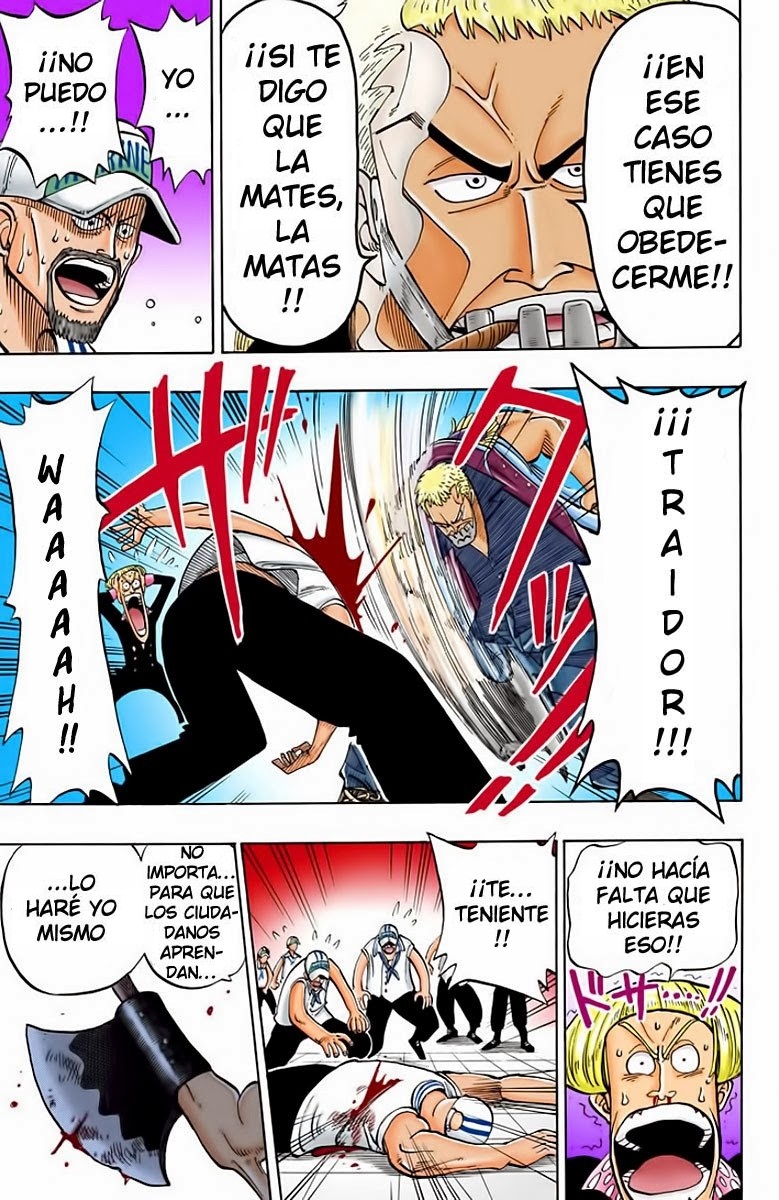 ¡¡EN
ESE
CASO
TIENES
QUE
OBEDE-
CERME!!
¡¡SI TE
DIGO
QUE
LA
MATES,
LA
MATAS
!!
YO
...
¡¡NO
PUEDO
...!!
¡¡¡TRAIDOR!!!
WAAAAAAH!!
¡¡NO HACÍA
FALTA QUE
HICIERAS
ESO!!
ドサ....!!
¡¡TE...
TENIENTE
!!
NO
IMPORTA...
PARA QUE
LOS CIUDA-
DANOS
APREN-
DAN...
...LO
HARÉ YO
MISMO